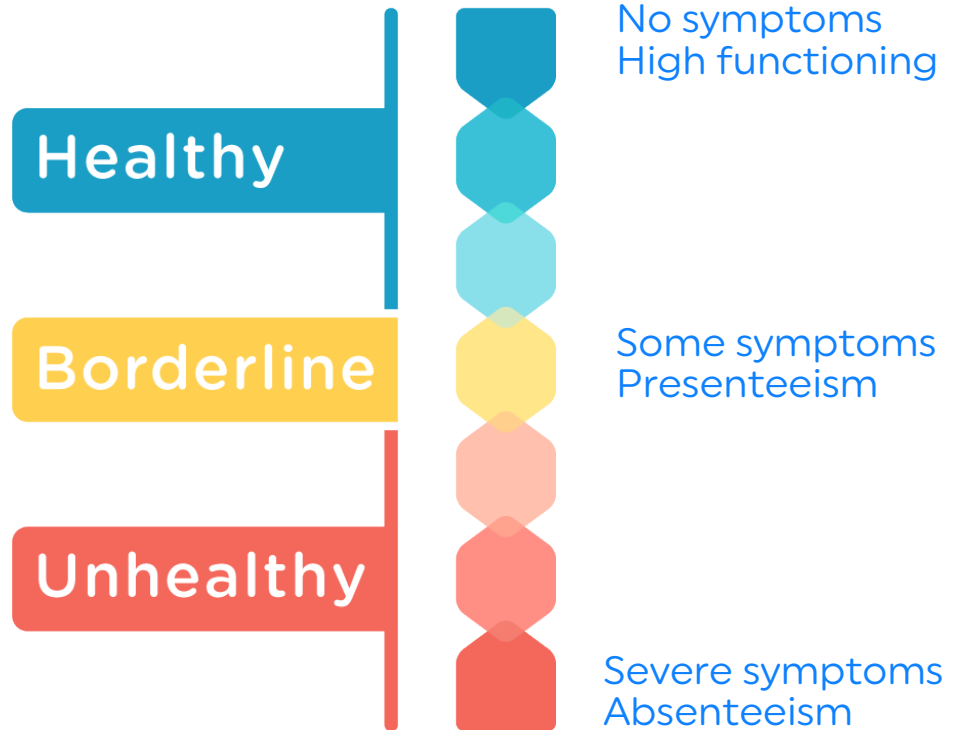 No symptoms
High functioning
Healthy
Borderline
Some symptoms
Presenteeism
Unhealthy
Severe symptoms
Absenteeism